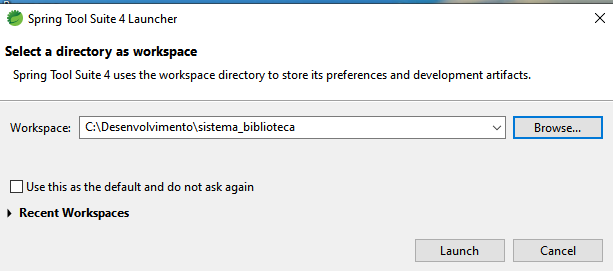 Spring Tool Suite 4 Launcher
Select a directory as workspace
Spring Tool Suite 4 uses the workspace directory to store its preferences and development artifacts.
Workspace: C:\Desenvolvimento\sistema_biblioteca Browse...
Use this as the default and do not ask again
Recent Workspaces
Launch Cancel